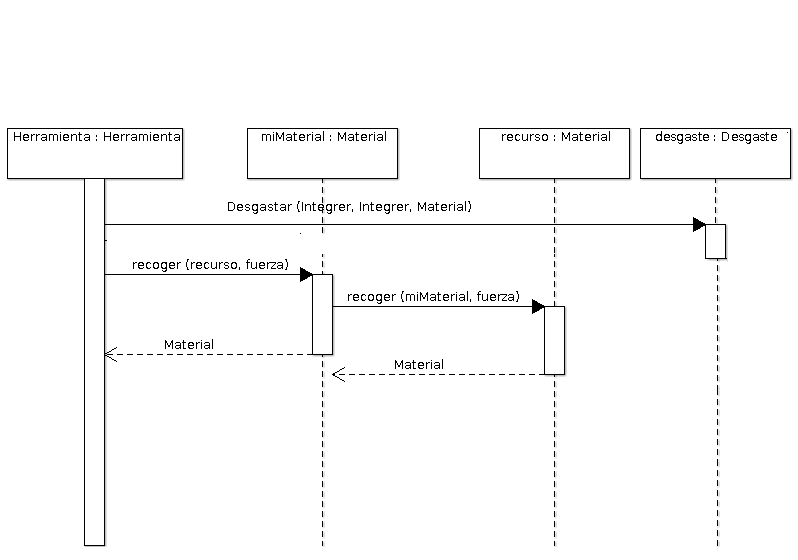 Herramienta : Herramienta
miMaterial : Material
recurso : Material
desgaste : Desgaste
Desgastar (Integrer, Integrer, Material)
recoger (recurso, fuerza)
recoger (miMaterial, fuerza)
Material
Material